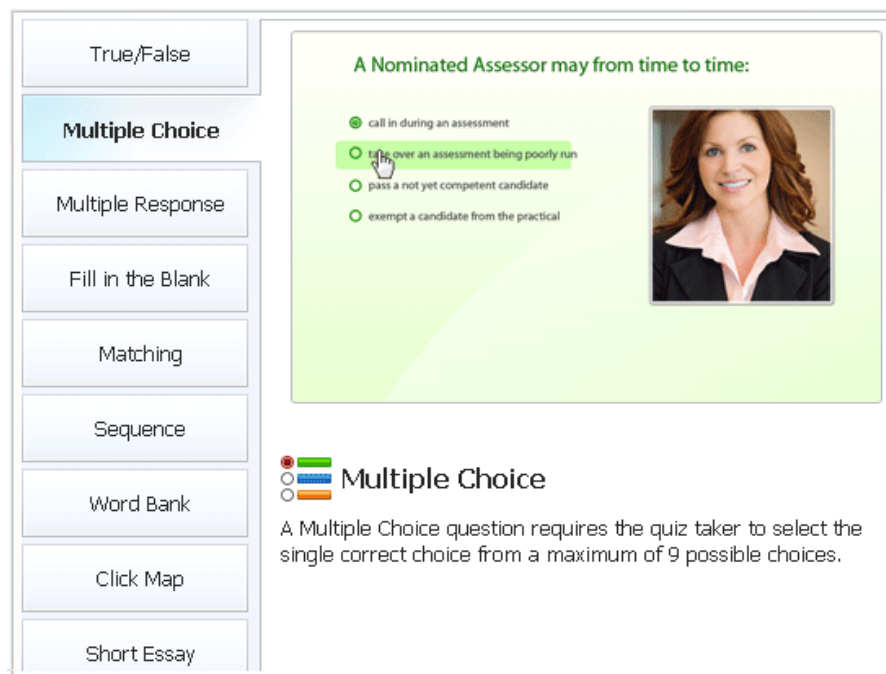 True/False
Multiple Choice
Multiple Response
Fill in the Blank
Matching
Sequence
Word Bank
Click Map
Short Essay
A Nominated Assessor may from time to time:
call in during an assessment
take over an assessment being poorly run
pass a not yet competent candidate
exempt a candidate from the practical
Multiple Choice
A Multiple Choice question requires the quiz taker to select the
single correct choice from a maximum of 9 possible choices.